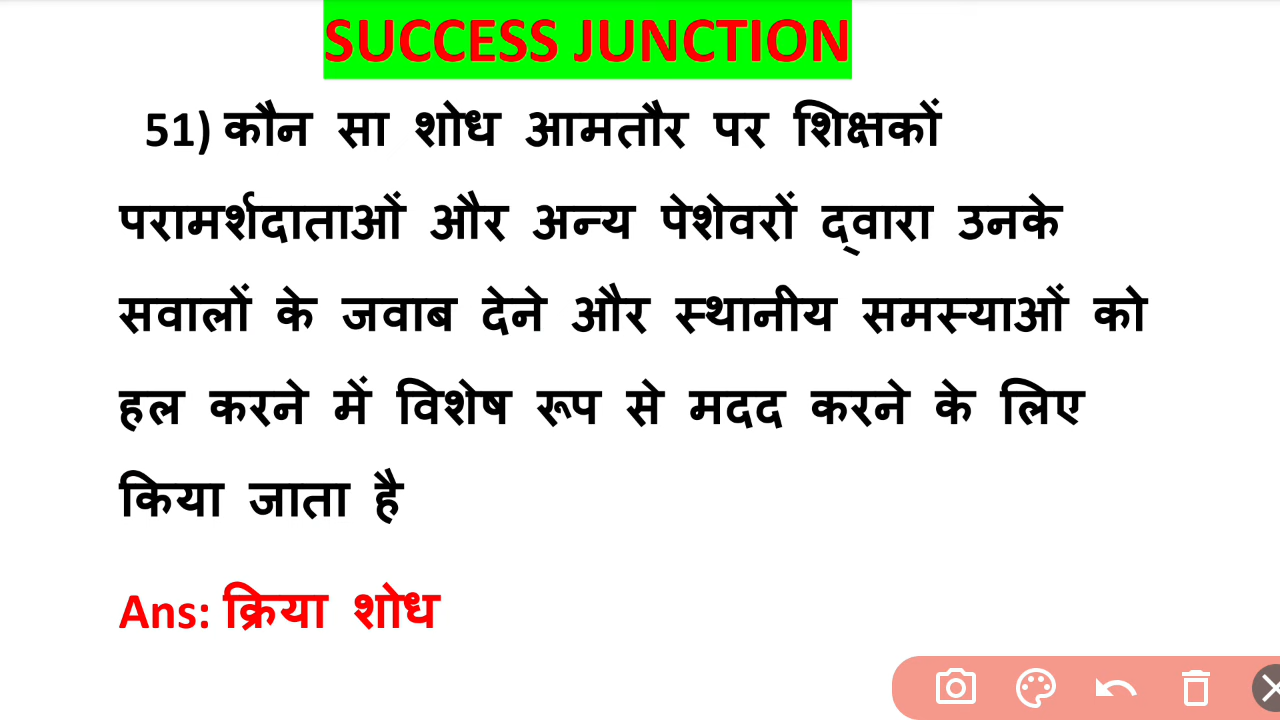 SUCCESS JUNCTION
51) कौन सा शोध आमतौर पर शिक्षकों
परामर्शदाताओं और अन्य पेशेवरों द्वारा उनके
सवालों के जवाब देने और स्थानीय समस्याओं को
हल करने में विशेष रूप से मदद करने के लिए
किया जाता है
Ans: क्रिया शोध